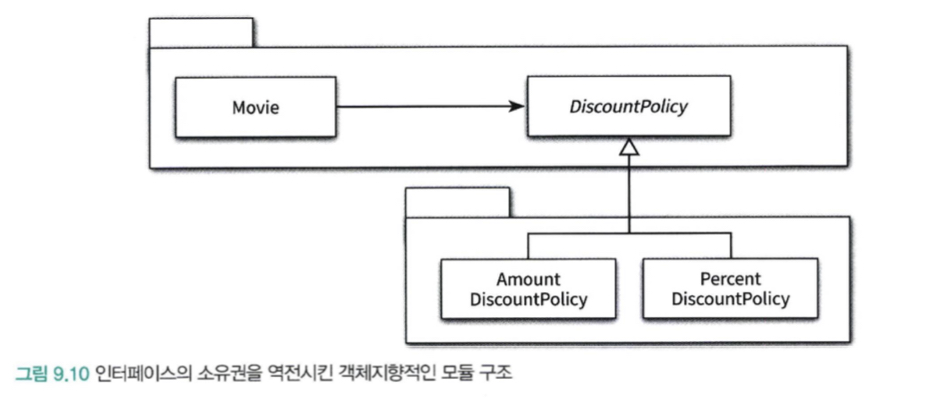 Movie
DiscountPolicy
Amount
DiscountPolicy
Percent
DiscountPolicy
그림 9.10 인터페이스의 소유권을 역전시킨 객체지향적인 모듈 구조